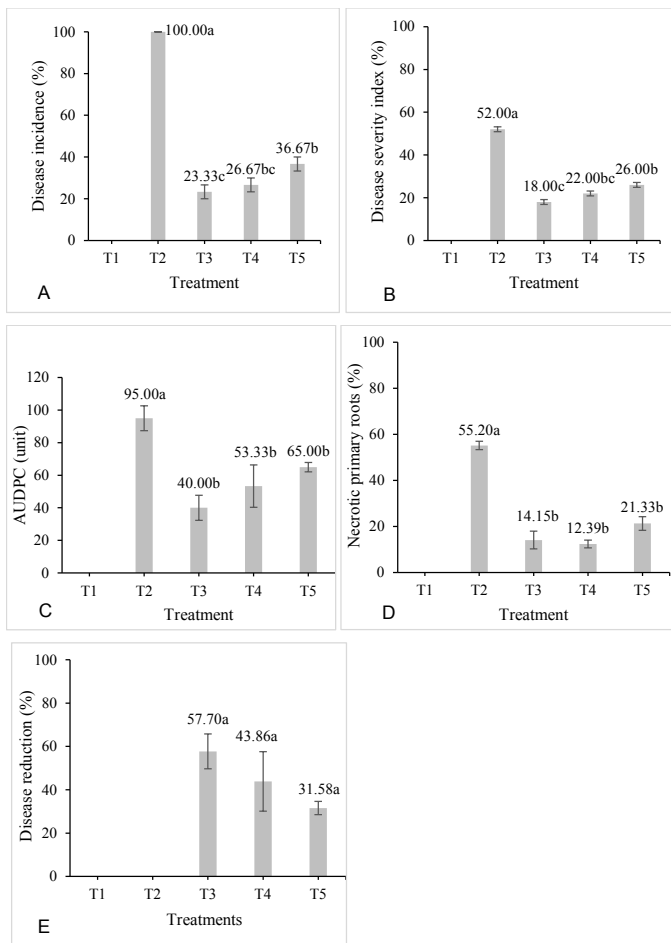 Disease incidence (%)
100
80
60
40
20
0
100.00a
23.33c
26.67bc
36.67b
T1 T2 T3 T4 T5
Treatment
A
Disease severity index (%)
100
80
60
40
20
0
52.00a
18.00c
22.00bc
26.00b
T1 T2 T3 T4 T5
Treatment
B
AUDPC (unit)
120
100
80
60
40
20
0
95.00a
40.00b
53.33b
65.00b
T1 T2 T3 T4 T5
Treatment
C
Necrotic primary roots (%)
100
80
60
40
20
0
55.20a
14.15b
12.39b
21.33b
T1 T2 T3 T4 T5
Treatment
D
Disease reduction (%)
100
80
60
40
20
0
57.70a
43.86a
31.58a
T1 T2 T3 T4 T5
Treatments
E